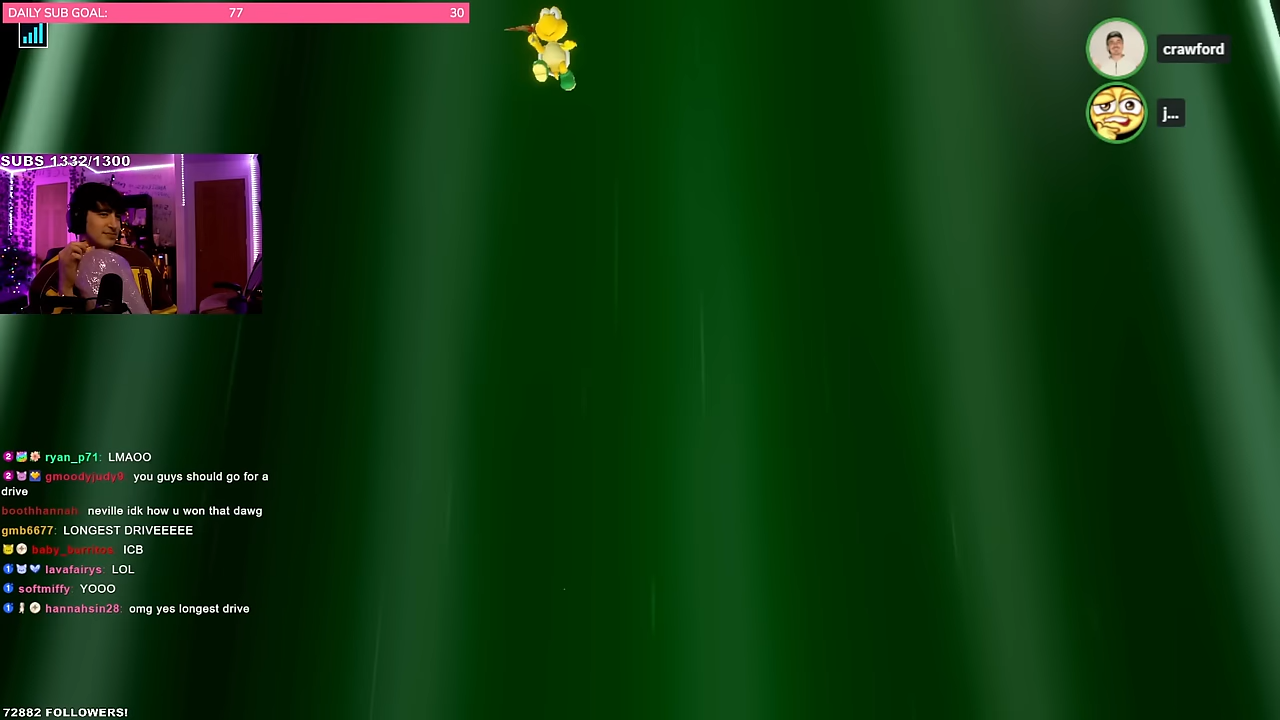 DAILY SUB GOAL: 77 30
crawford
j...
SUBS 1332/1300
ryan_p71: LMAOO
gmoodyjudy9 you guys should go for a
drive
boothhannah neville idk how u won that dawg
gmb6677: LONGEST DRIVEEEEE
ICB
lavafairys: LOL
softmiffy: YOOO
hannahsin28: omg yes longest drive
72882 FOLLOWERS!